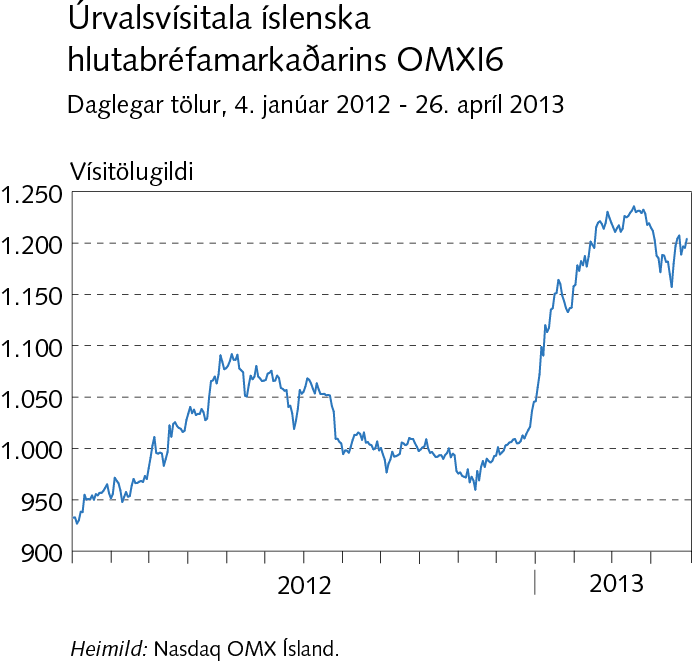 Úrvalsvísitala íslenska
hlutabréfamarkaðarins OMXI6
Daglegar tölur, 4. janúar 2012 - 26. apríl 2013
Vísitölugildi
1.250
1.200
1.150
1.100
1.050
1.000
950
900
2012
2013
Heimild: Nasdaq OMX Ísland.